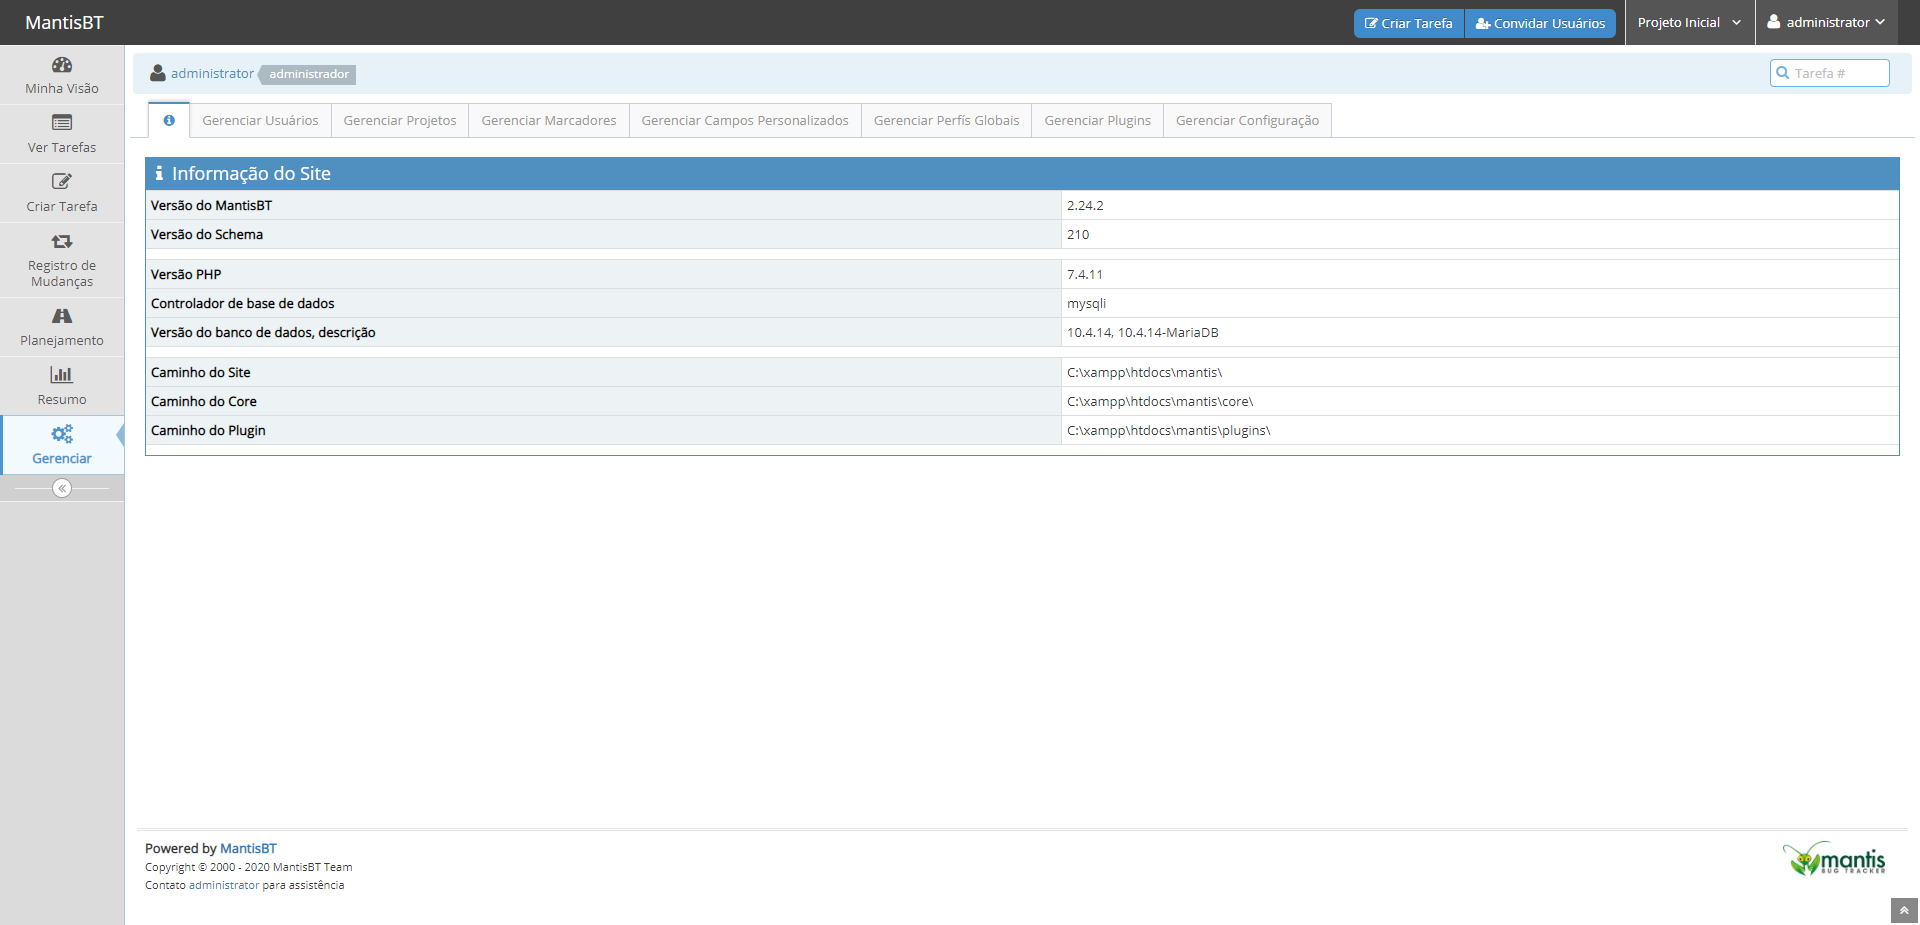 MantisBT
Criar Tarefa
Convidar Usuários
Projeto Inicial
administrator
Minha Visão
Ver Tarefas
Criar Tarefa
Registro de
Mudanças
Planejamento
Resumo
Gerenciar
administrator administrador
Tarefa #
Gerenciar Usuários
Gerenciar Projetos
Gerenciar Marcadores
Gerenciar Campos Personalizados
Gerenciar Perfís Globais
Gerenciar Plugins
Gerenciar Configuração
Informação do Site
Versão do MantisBT 2.24.2
Versão do Schema 210
Versão PHP 7.4.11
Controlador de base de dados mysqli
Versão do banco de dados, descrição 10.4.14, 10.4.14-MariaDB
Caminho do Site C:\xampp\htdocs\mantis\
Caminho do Core C:\xampp\htdocs\mantis\core\
Caminho do Plugin C:\xampp\htdocs\mantis\plugins\
Powered by MantisBT
Copyright © 2000 - 2020 MantisBT Team
Contato administrator para assistência
mantis
BUG TRACKER